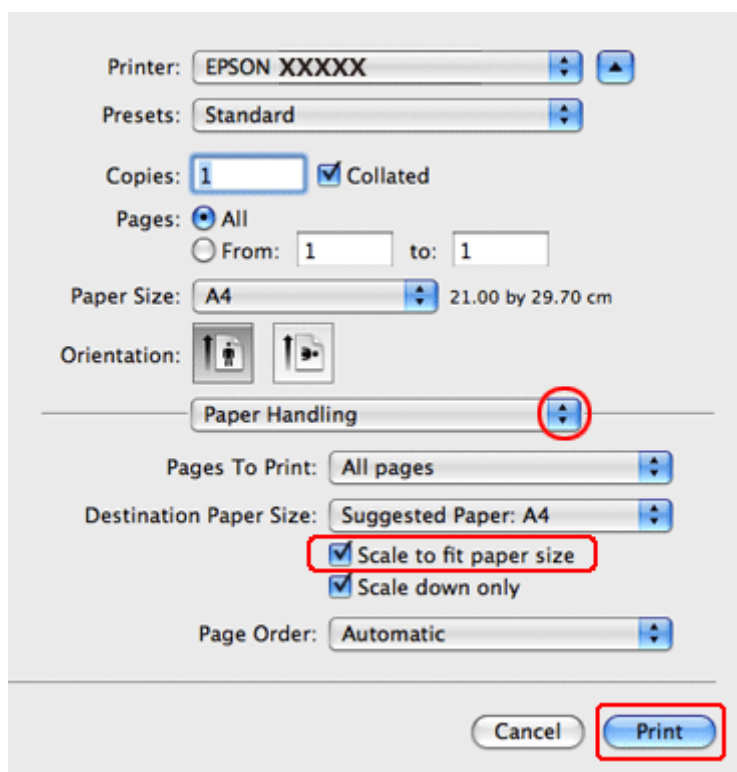 Printer: EPSON XXXXX
Presets: Standard
Copies: 1 Collated
Pages: All
From: 1 to: 1
Paper Size: A4 21.00 by 29.70 cm
Orientation:
Paper Handling
Pages To Print: All pages
Destination Paper Size: Suggested Paper: A4
Scale to fit paper size
Scale down only
Page Order: Automatic
Cancel Print